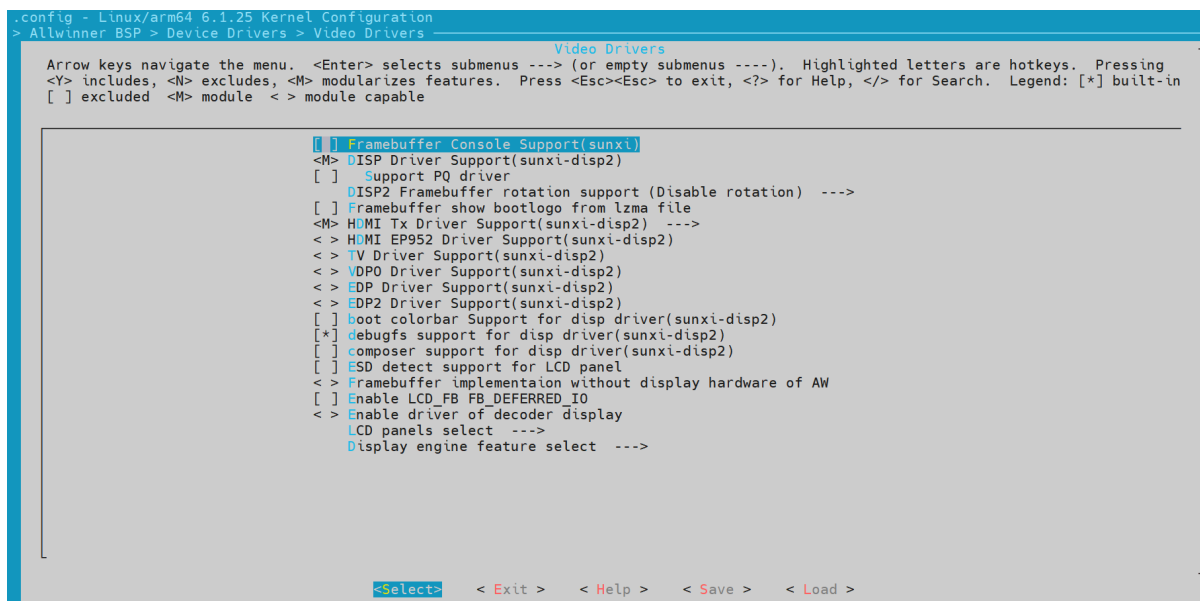 .config - Linux/arm64 6.1.25 Kernel Configuration
> Allwinner BSP > Device Drivers > Video Drivers
Video Drivers
Arrow keys navigate the menu.  <Enter> selects submenus ---> (or empty submenus ----).  Highlighted letters are hotkeys.  Pressing
<Y> includes, <N> excludes, <M> modularizes features.  Press <Esc><Esc> to exit, <?> for Help, </> for Search.  Legend: [*] built-in
[ ] excluded  <M> module  < > module capable
[ ] Framebuffer Console Support(sunxi)
<M> DISP Driver Support(sunxi-disp2)
[ ]   Support PQ driver
DISP2 Framebuffer rotation support (Disable rotation)  --->
[ ] Framebuffer show bootlogo from lzma file
<M> HDMI Tx Driver Support(sunxi-disp2)  --->
< > HDMI EP952 Driver Support(sunxi-disp2)
< > TV Driver Support(sunxi-disp2)
< > VDPO Driver Support(sunxi-disp2)
< > EDP Driver Support(sunxi-disp2)
< > EDP2 Driver Support(sunxi-disp2)
[ ] boot colorbar Support for disp driver(sunxi-disp2)
[*] debugfs support for disp driver(sunxi-disp2)
[ ] composer support for disp driver(sunxi-disp2)
[ ] ESD detect support for LCD panel
< > Framebuffer implementaion without display hardware of AW
[ ] Enable LCD_FB FB_DEFERRED_IO
< > Enable driver of decoder display
LCD panels select  --->
Display engine feature select  --->
<Select>    < Exit >    < Help >    < Save >    < Load >